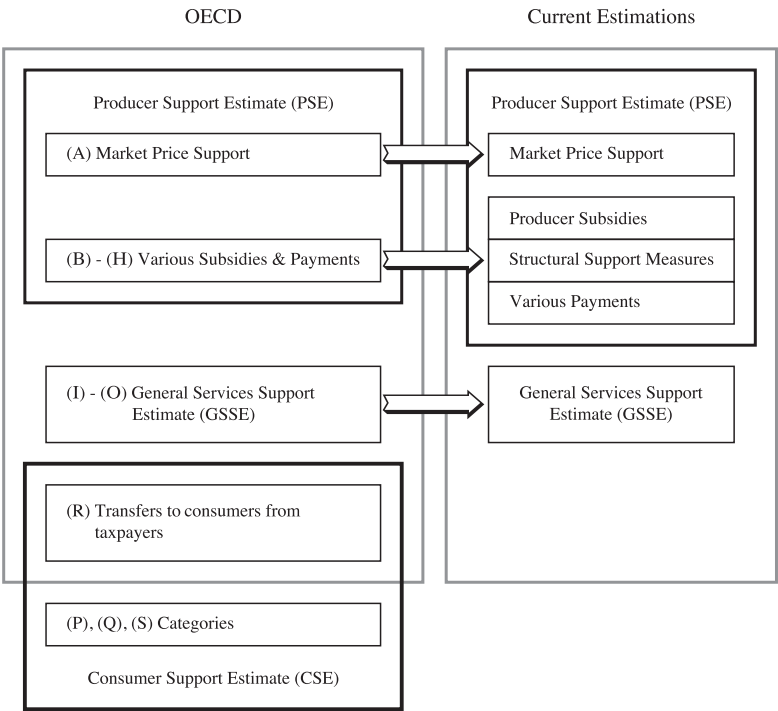 OECD
Producer Support Estimate (PSE)
(A) Market Price Support
(B) - (H) Various Subsidies & Payments
(I) - (O) General Services Support
Estimate (GSSE)
(R) Transfers to consumers from
taxpayers
(P), (Q), (S) Categories
Consumer Support Estimate (CSE)
Current Estimations
Producer Support Estimate (PSE)
Market Price Support
Producer Subsidies
Structural Support Measures
Various Payments
General Services Support
Estimate (GSSE)